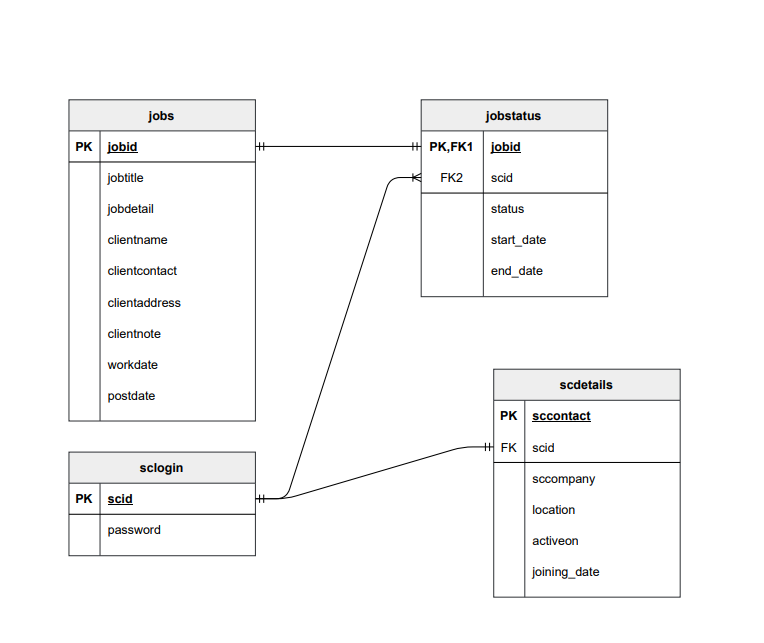 jobs
PK jobid
jobtitle
jobdetail
clientname
clientcontact
clientaddress
clientnote
workdate
postdate
jobstatus
PK,FK1 jobid
FK2 scid
status
start_date
end_date
sclogin
PK scid
password
scdetails
PK sccontact
FK scid
sccompany
location
activeon
joining_date